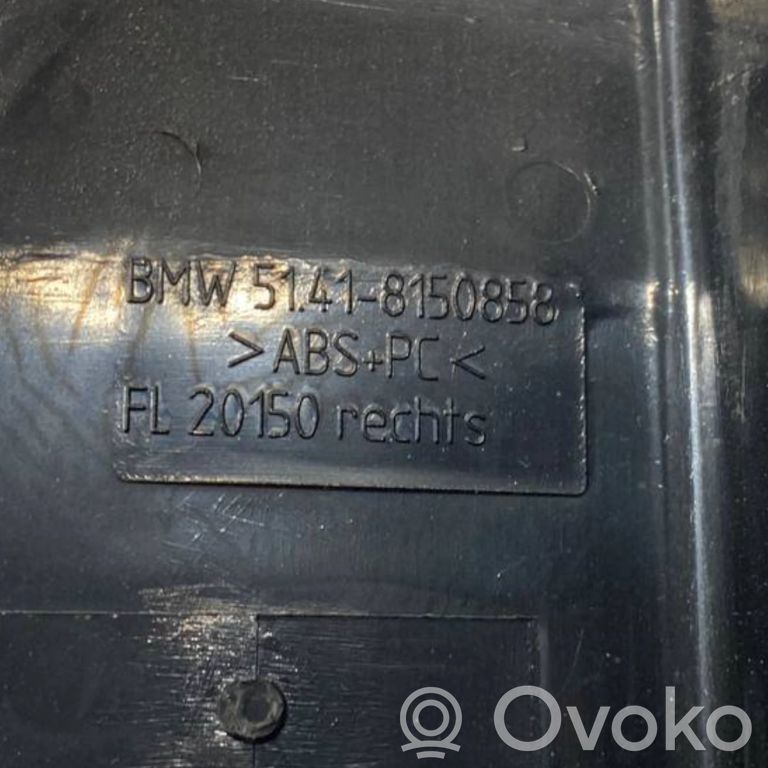 BMW 51.41-8150858
>ABS+PC<
FL 20150 rechts
Ovoko